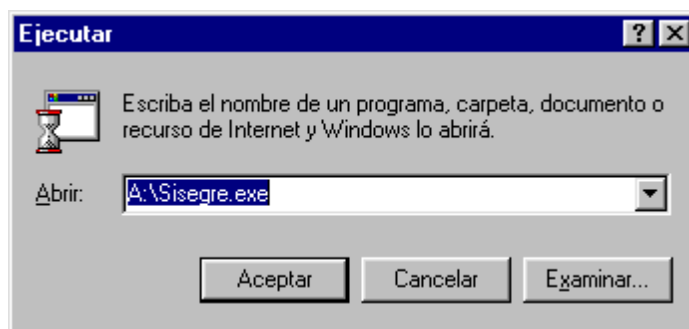 Ejecutar
Escriba el nombre de un programa, carpeta, documento o
recurso de Internet y Windows lo abrirá.
Abrir: A:\Sisegre.exe
Aceptar Cancelar Examinar...